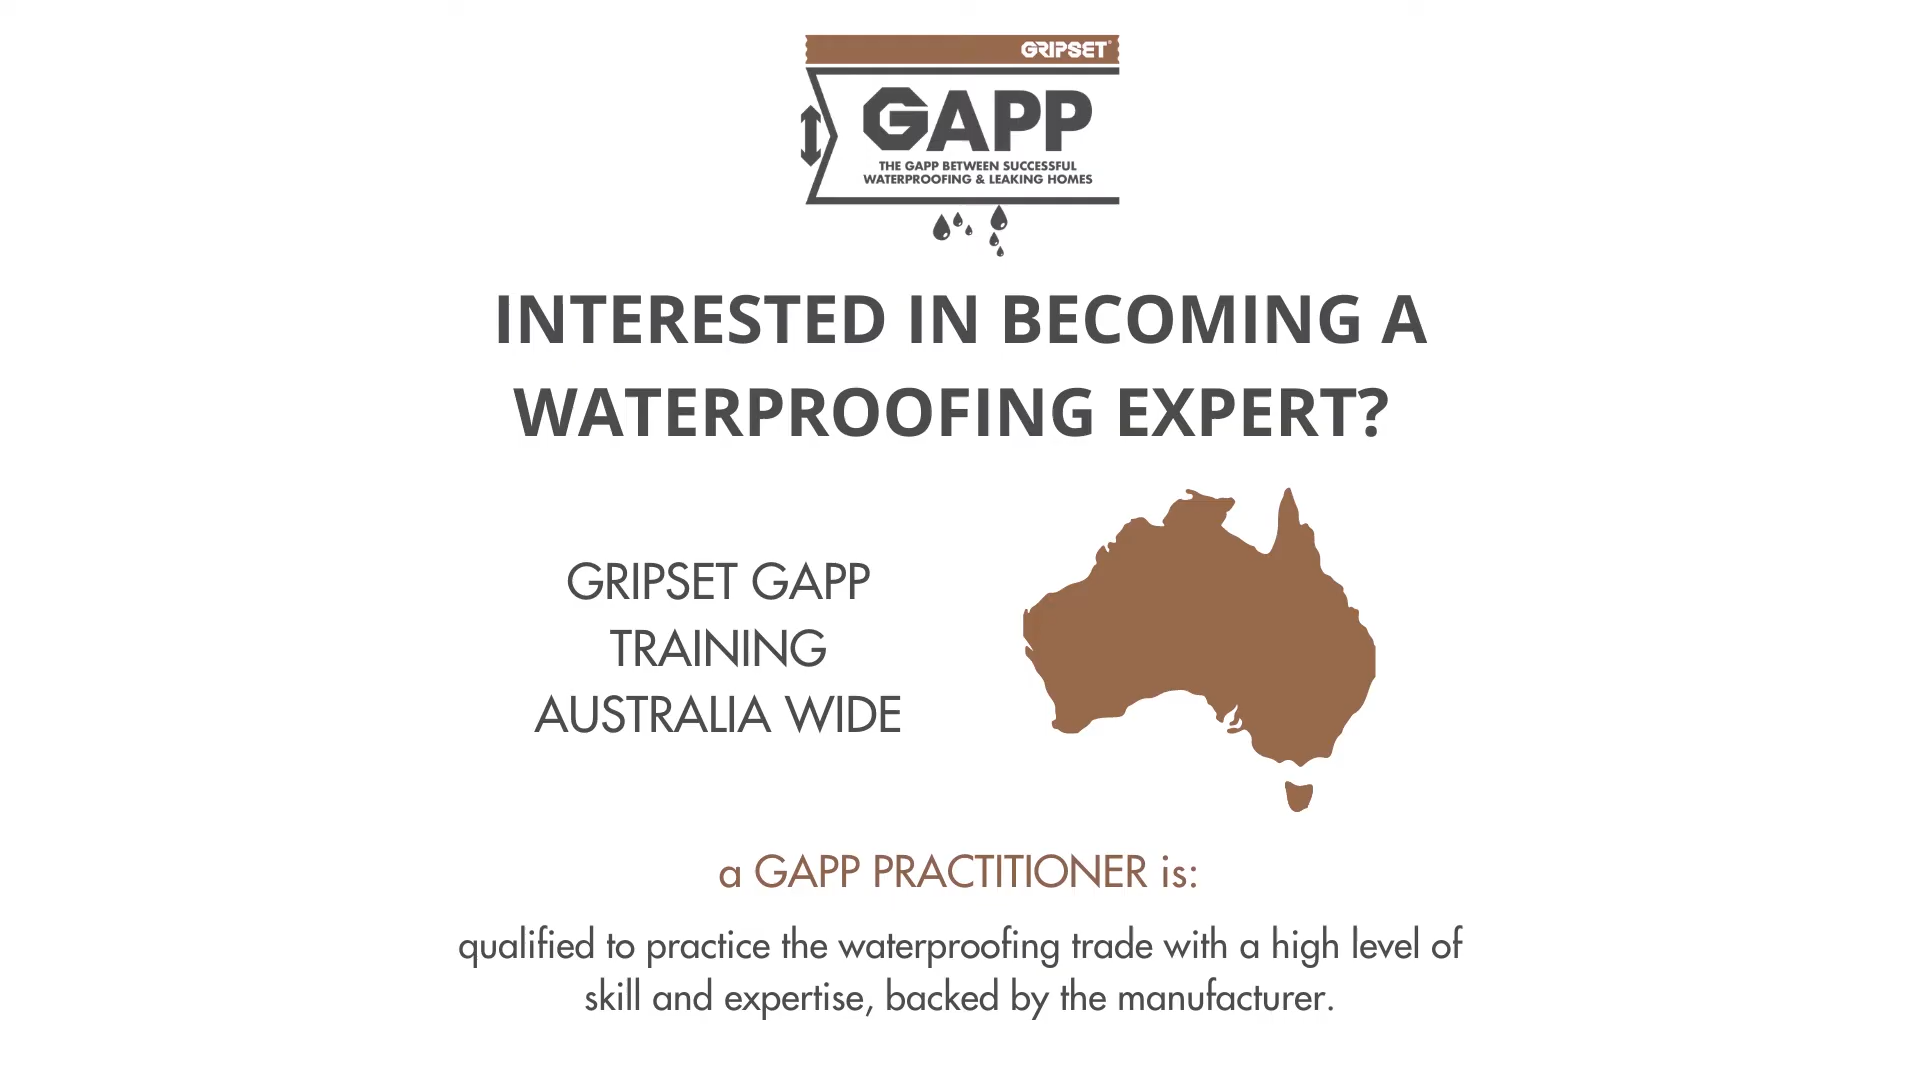 GRIPSET®
GAPP
THE GAPP BETWEEN SUCCESSFUL
WATERPROOFING & LEAKING HOMES
INTERESTED IN BECOMING A
WATERPROOFING EXPERT?
GRIPSET GAPP
TRAINING
AUSTRALIA WIDE
a GAPP PRACTITIONER is:
qualified to practice the waterproofing trade with a high level of
skill and expertise, backed by the manufacturer.